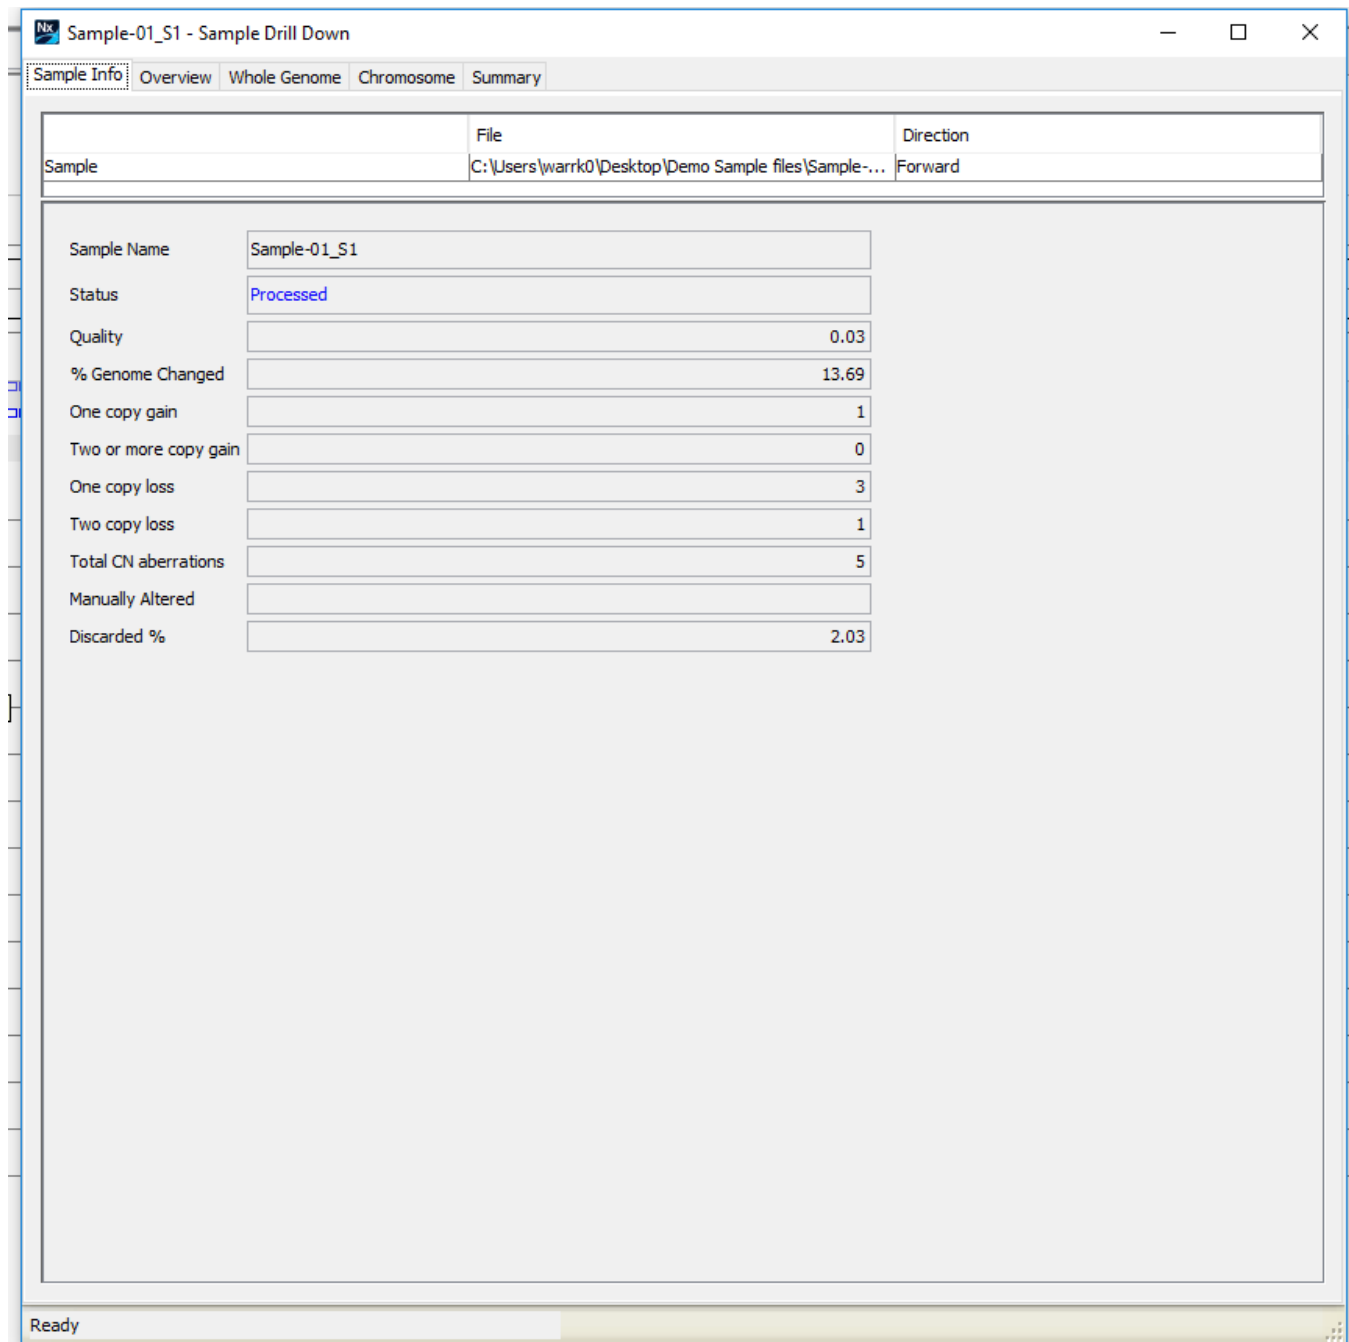 Nx Sample-01_S1 - Sample Drill Down
Sample Info Overview Whole Genome Chromosome Summary
File Direction
Sample C:\Users\warrk0\Desktop\Demo Sample files\Sample-... Forward
Sample Name Sample-01_S1
Status Processed
Quality 0.03
% Genome Changed 13.69
One copy gain 1
Two or more copy gain 0
One copy loss 3
Two copy loss 1
Total CN aberrations 5
Manually Altered
Discarded % 2.03
Ready